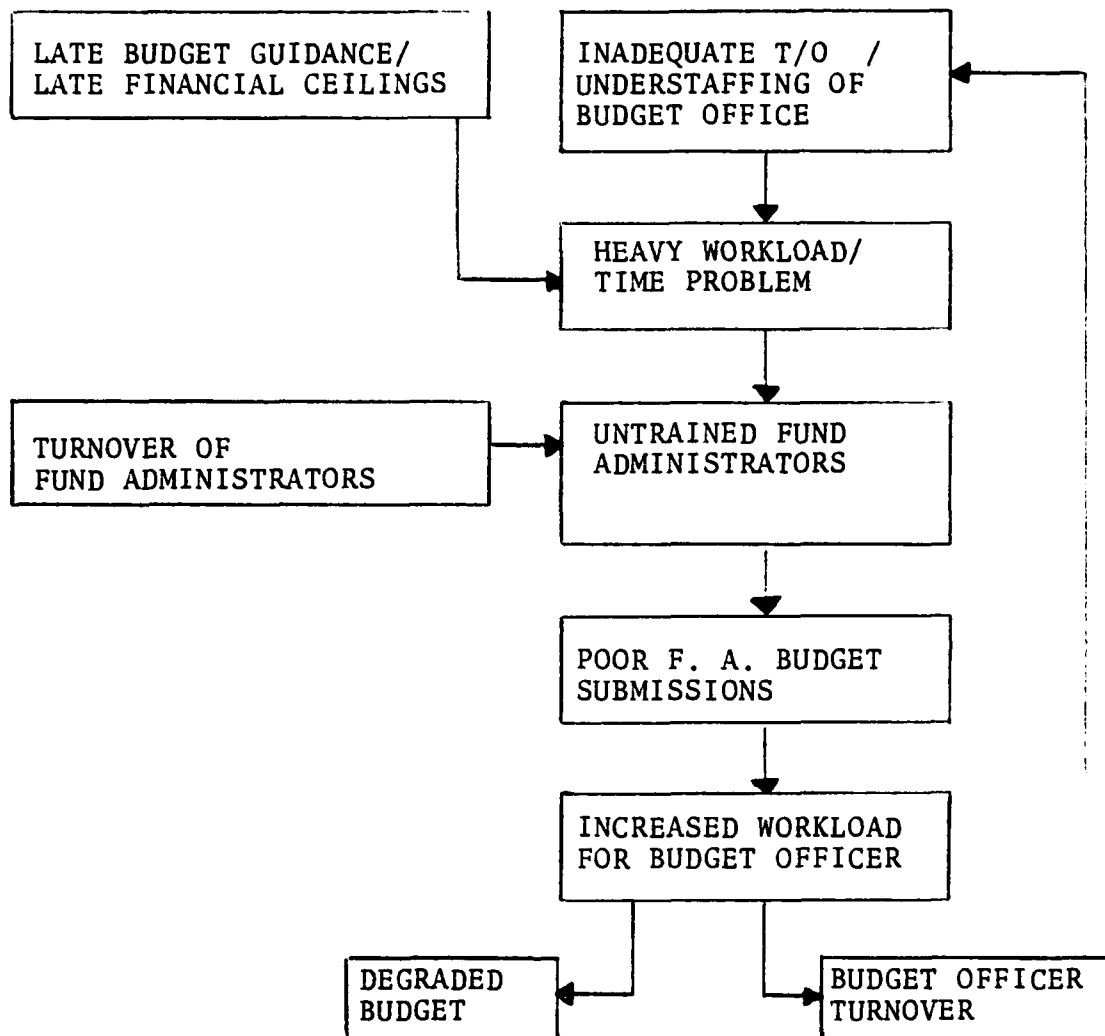 LATE BUDGET GUIDANCE/
LATE FINANCIAL CEILINGS
INADEQUATE T/O /
UNDERSTAFFING OF
BUDGET OFFICE
HEAVY WORKLOAD/
TIME PROBLEM
TURNOVER OF
FUND ADMINISTRATORS
UNTRAINED FUND
ADMINISTRATORS
POOR F. A. BUDGET
SUBMISSIONS
INCREASED WORKLOAD
FOR BUDGET OFFICER
DEGRADED
BUDGET
BUDGET OFFICER
TURNOVER